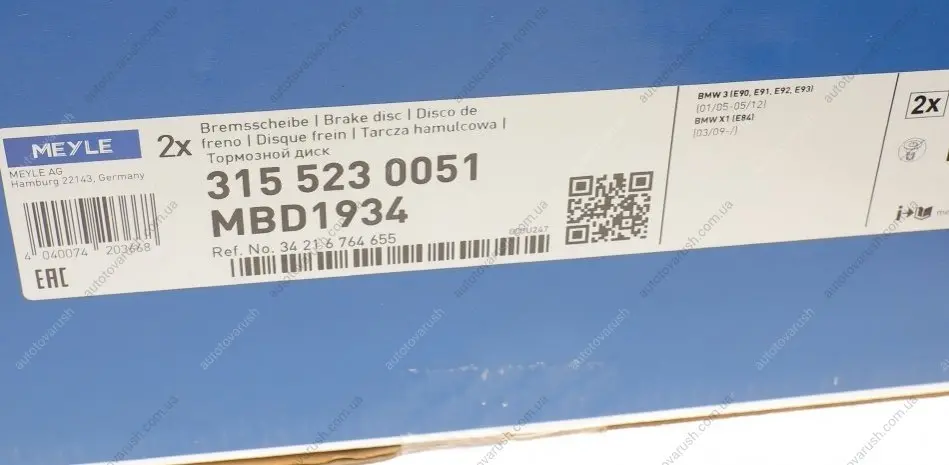 MEYLE
MEYLE AG
Hamburg 22143, Germany
4 040074 203668
EAC
2x
Bremsscheibe | Brake disc | Disco de
freno | Disque frein | Tarcza hamulcowa |
Тормозной диск
315 523 0051
MBD1934
Ref. No. 34 21 6 764 655
BMW 3 (E90, E91, E92, E93)
(01/05-05/12)
BMW X1 (E84)
(03/09-/)
2x
autotovarush.com.ua